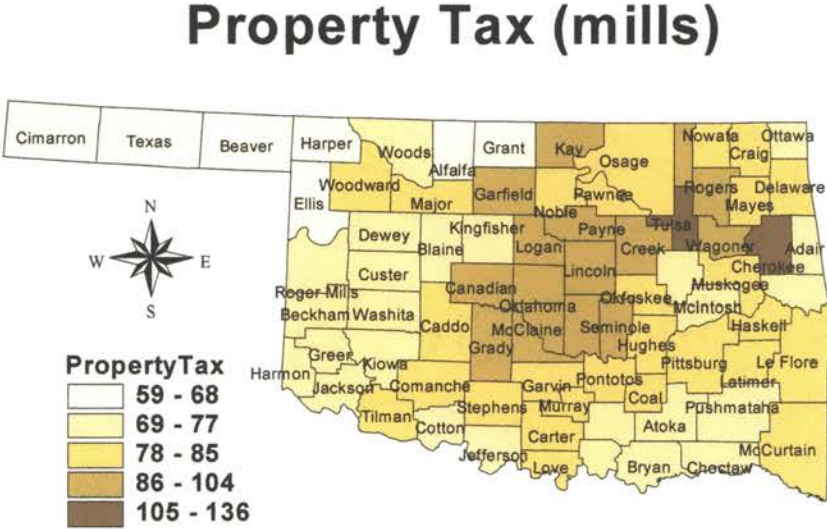 Property Tax (mills)
Cimarron Texas Beaver Harper Woods Alfalfa Grant Kay Osage Nowata Craig Ottawa
Woodward Ellis Major Garfield Noble Pawnee Rogers Mayes Delaware
N
W E
S
Dewey Blaine Kingfisher Logan Payne Creek Tulsa Wagoner Cherokee Adair
Custer Canadian Oklahoma Lincoln Okfuskee Muskogee McIntosh
Roger Mills
Beckham Washita Caddo Grady McClaine Seminole Hughes Haskell
Greer Kiowa Pittsburg Latimer Le Flore
Harmon Jackson Comanche Garvin Pontotos Coal
Tilman Cotton Stephens Murray Atoka Pushmataha
Jefferson Carter Love Bryan Choctaw McCurtain
PropertyTax
59 - 68
69 - 77
78 - 85
86 - 104
105 - 136